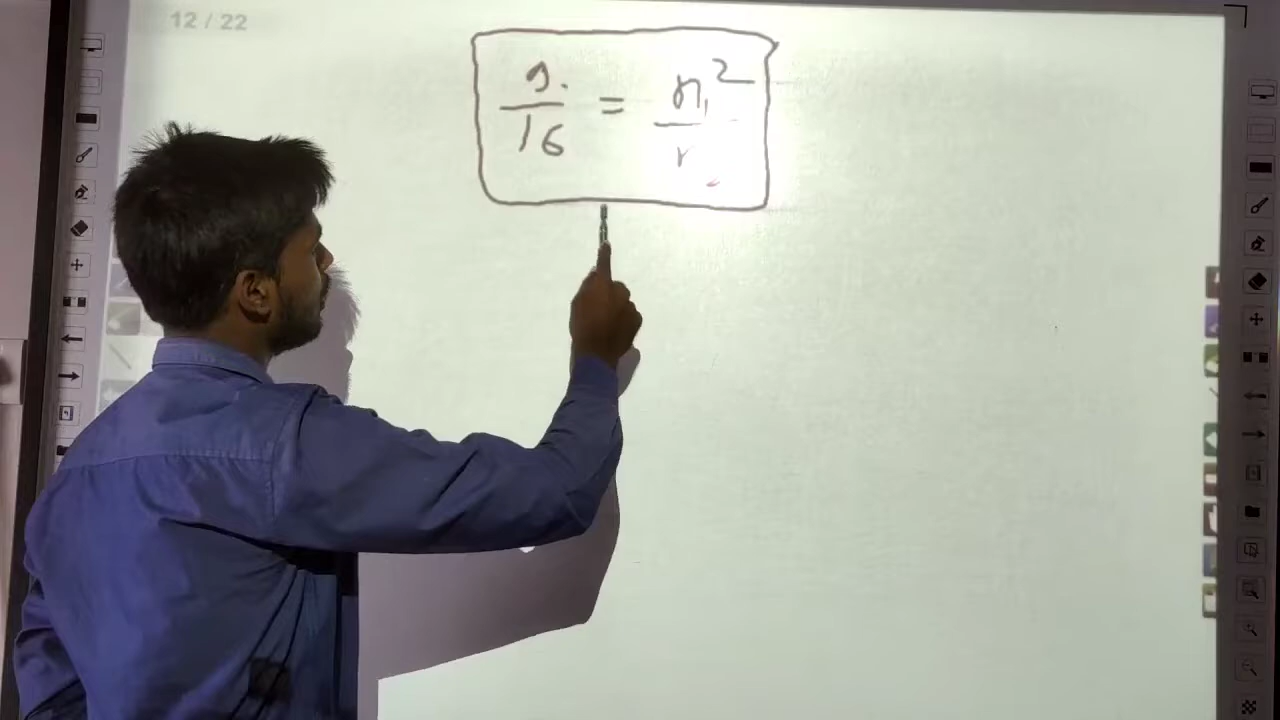 12 / 22
9/16 = n₁²/r